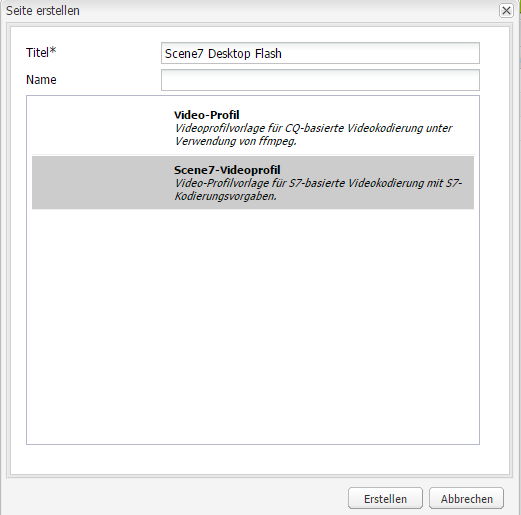 Seite erstellen
Titel*
Scene7 Desktop Flash
Name
Video-Profil
Videoprofilvorlage für CQ-basierte Videokodierung unter
Verwendung von ffmpeg.
Scene7-Videoprofil
Video-Profilvorlage für S7-basierte Videokodierung mit S7-
Kodierungsvorgaben.
Erstellen
Abbrechen